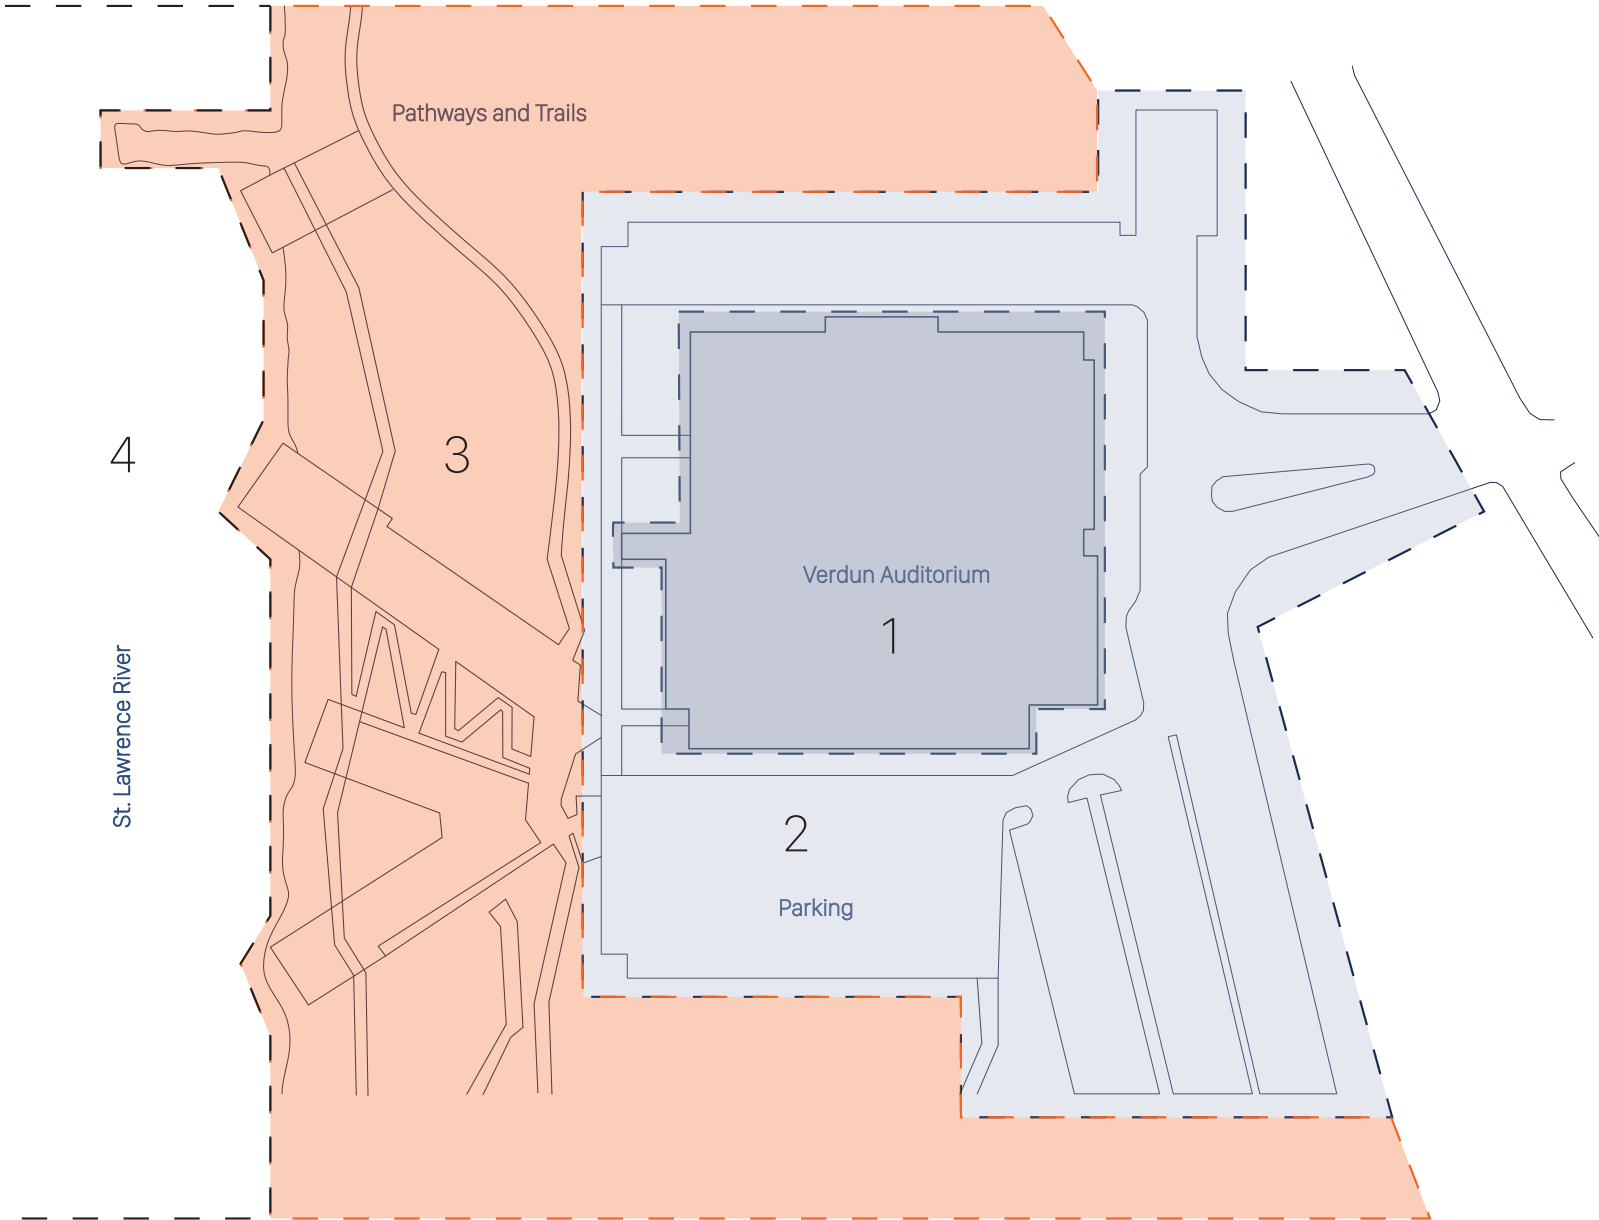 Pathways and Trails
4
3
Verdun Auditorium
1
St. Lawrence River
2
Parking